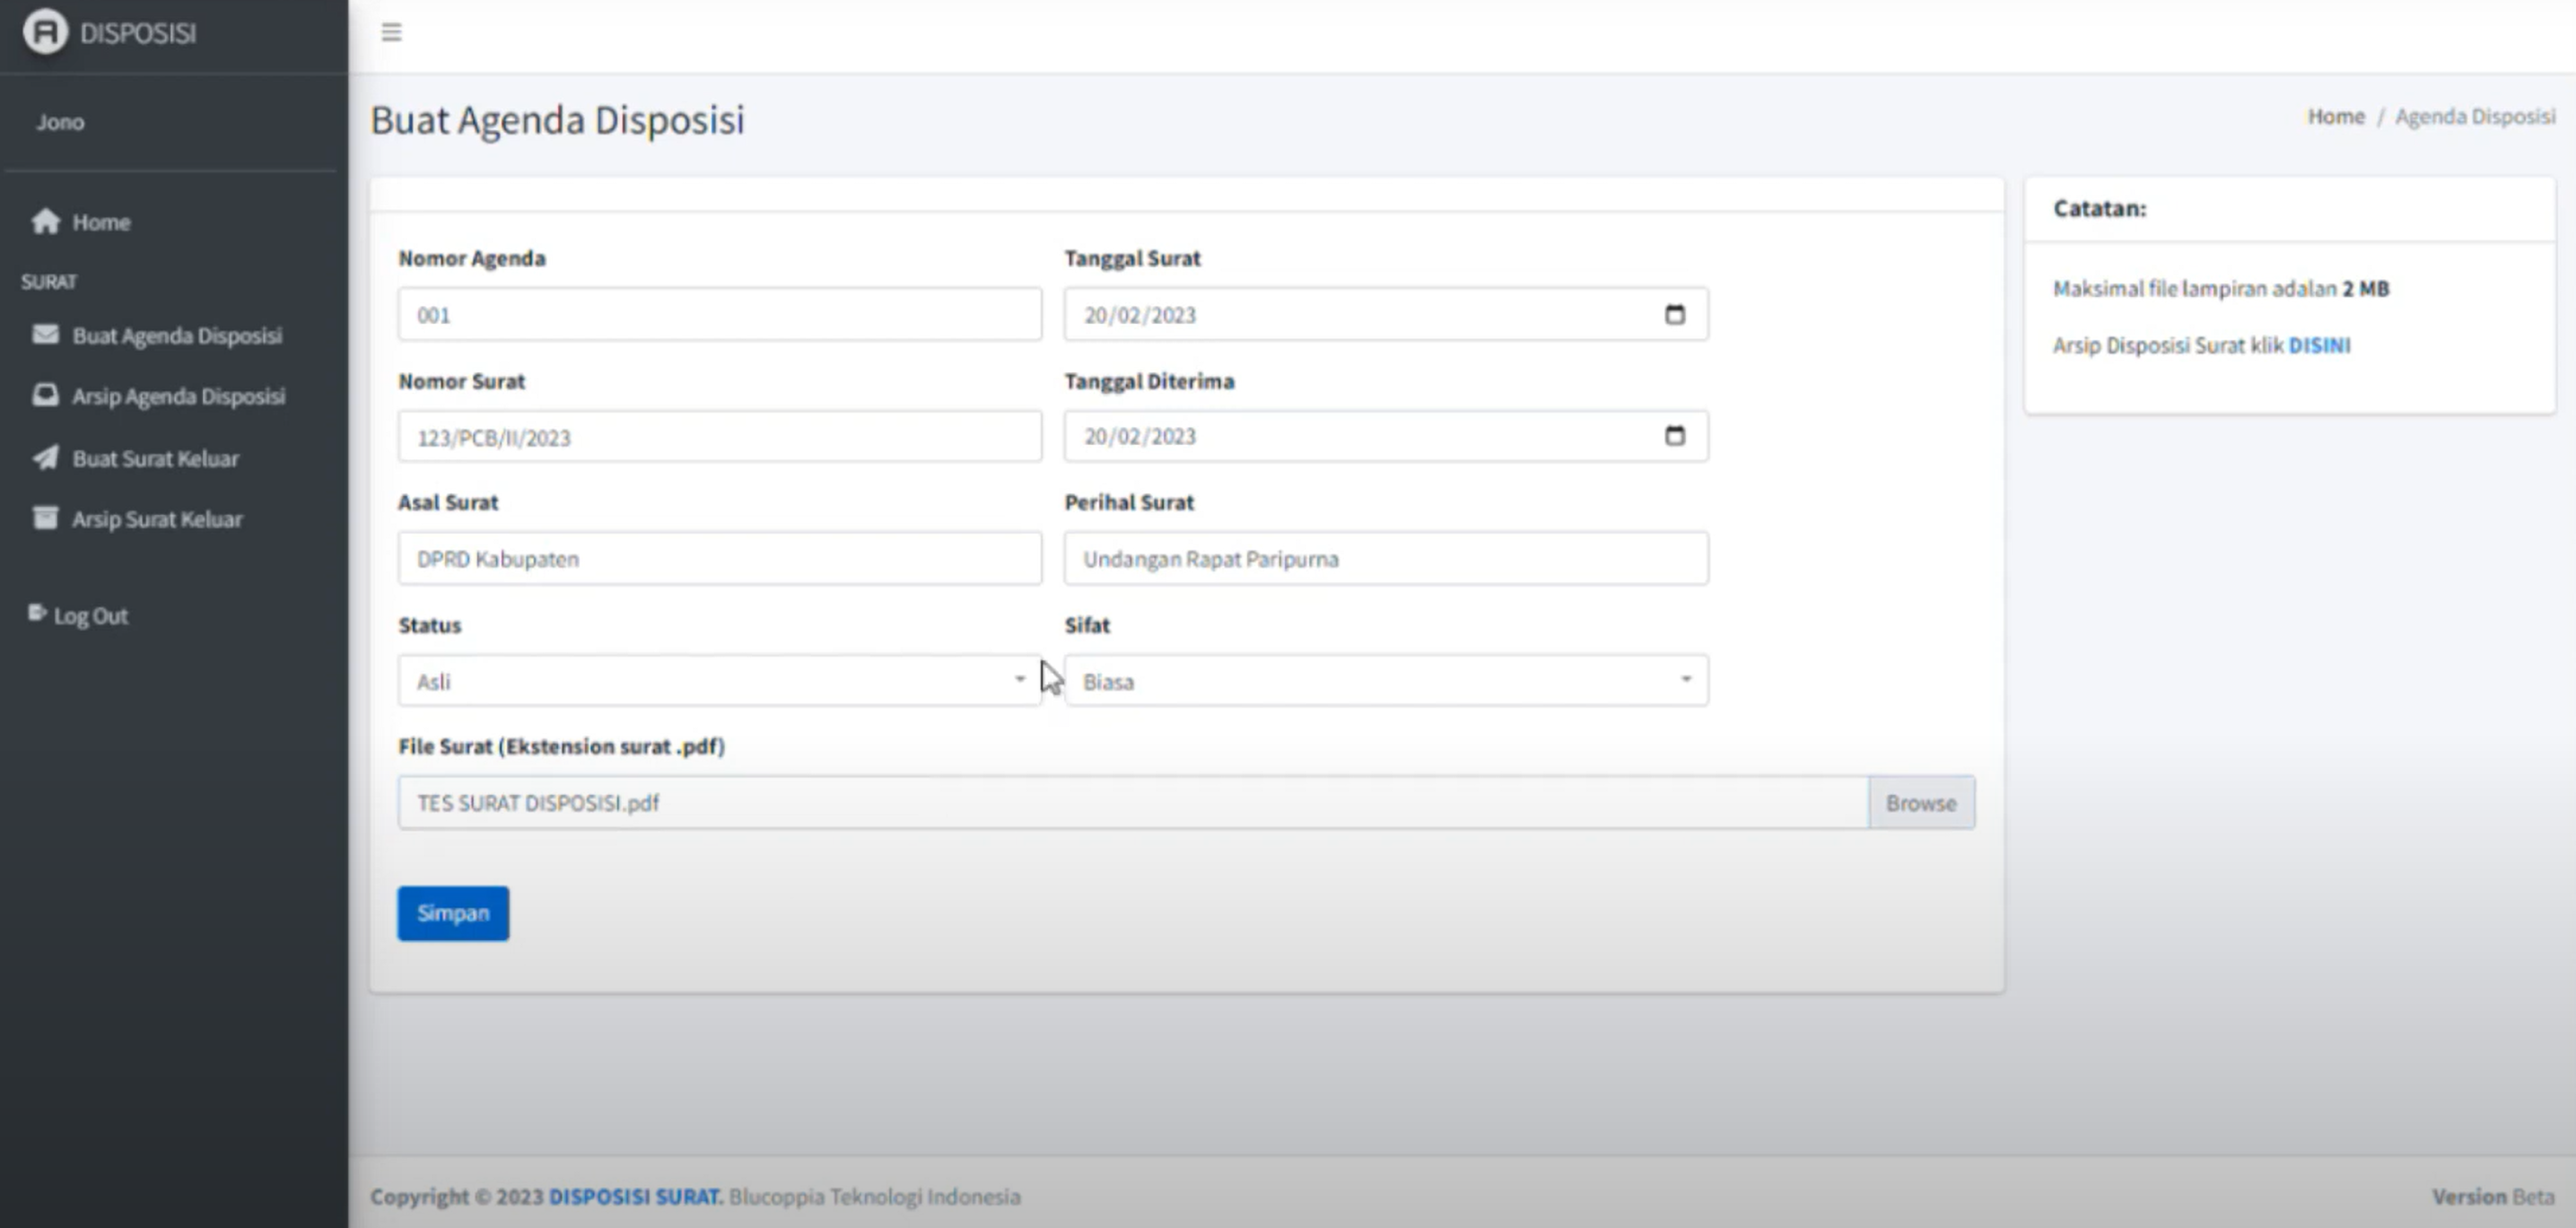 DISPOSISI
Jono
Home
SURAT
Buat Agenda Disposisi
Arsip Agenda Disposisi
Buat Surat Keluar
Arsip Surat Keluar
Log Out
Buat Agenda Disposisi
Home / Agenda Disposisi
Nomor Agenda
001
Tanggal Surat
20/02/2023
Nomor Surat
123/PCB/II/2023
Tanggal Diterima
20/02/2023
Asal Surat
DPRD Kabupaten
Perihal Surat
Undangan Rapat Paripurna
Status
Asli
Sifat
Biasa
File Surat (Ekstension surat .pdf)
TES SURAT DISPOSISI.pdf
Browse
Simpan
Catatan:
Maksimal file lampiran adalan 2 MB
Arsip Disposisi Surat klik DISINI
Copyright © 2023 DISPOSISI SURAT. Blucoppia Teknologi Indonesia
Version Beta